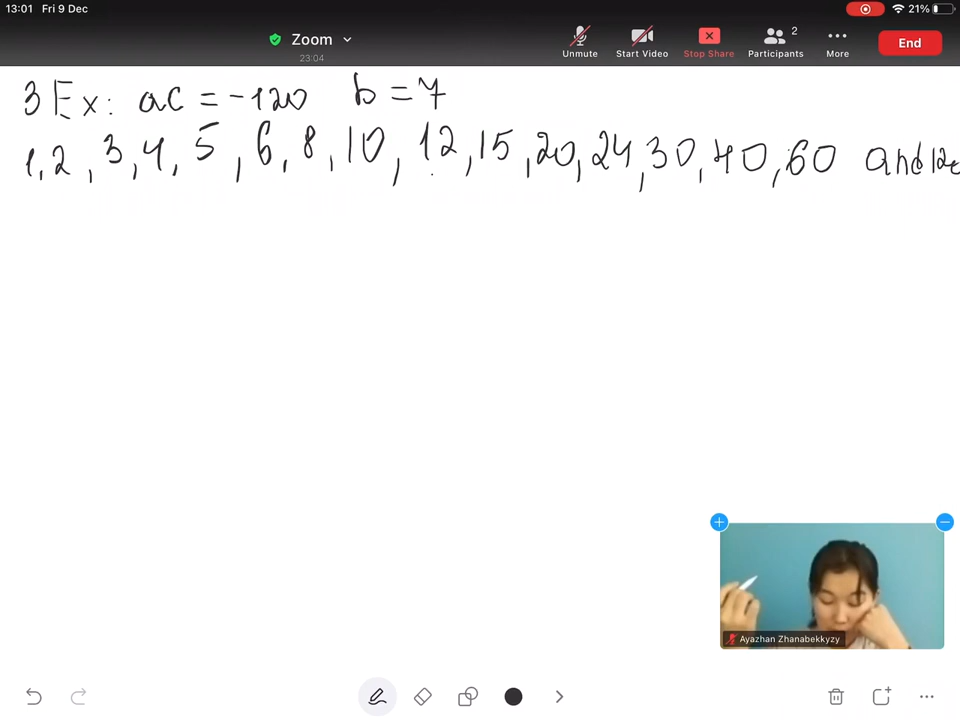 13:01 Fri 9 Dec
Zoom
23:04
Unmute
Start Video
Stop Share
2
Participants
More
21%
End
3 Ex: ac = -120 b = 7
1, 2, 3, 4, 5, 6, 8, 10, 12, 15, 20, 24, 30, 40, 60 and 120
Ayazhan Zhanabekkyzy